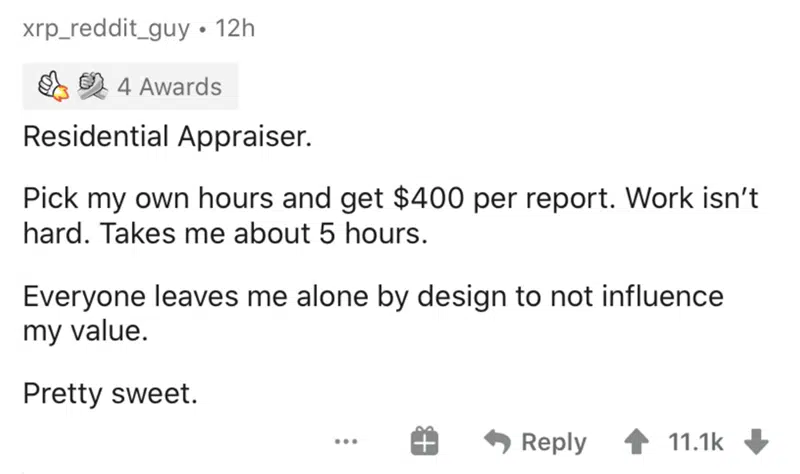 xrp_reddit_guy • 12h
4 Awards
Residential Appraiser.
Pick my own hours and get $400 per report. Work isn’t
hard. Takes me about 5 hours.
Everyone leaves me alone by design to not influence
my value.
Pretty sweet.
... Reply 11.1k